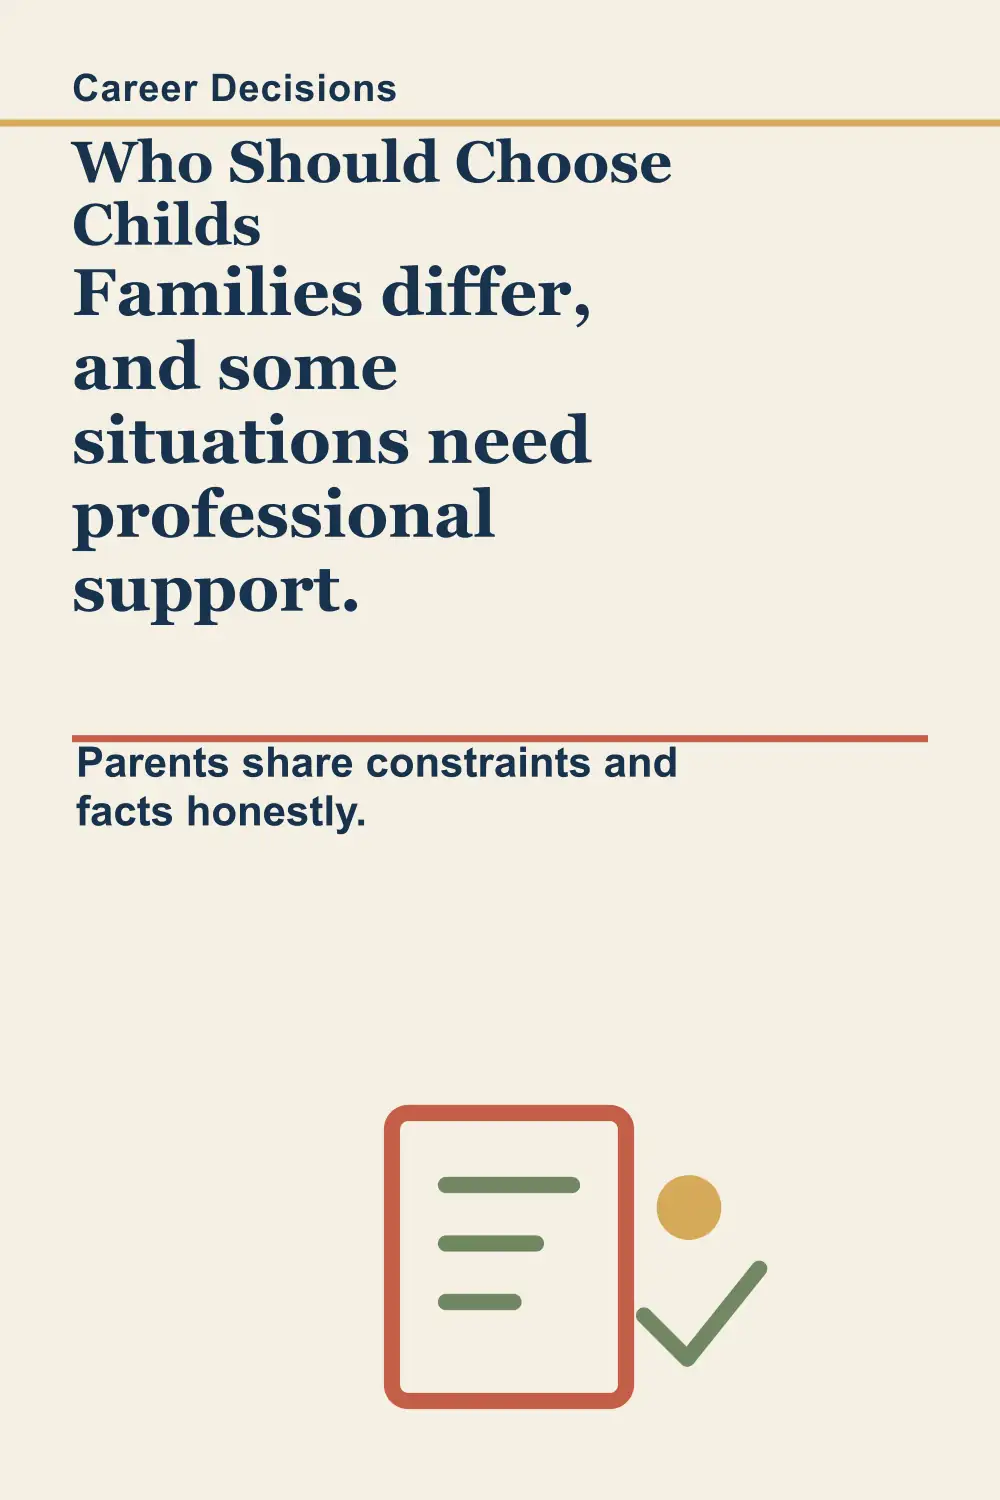 Career Decisions
Who Should Choose
Childs
Families differ,
and some
situations need
professional
support.
Parents share constraints and
facts honestly.